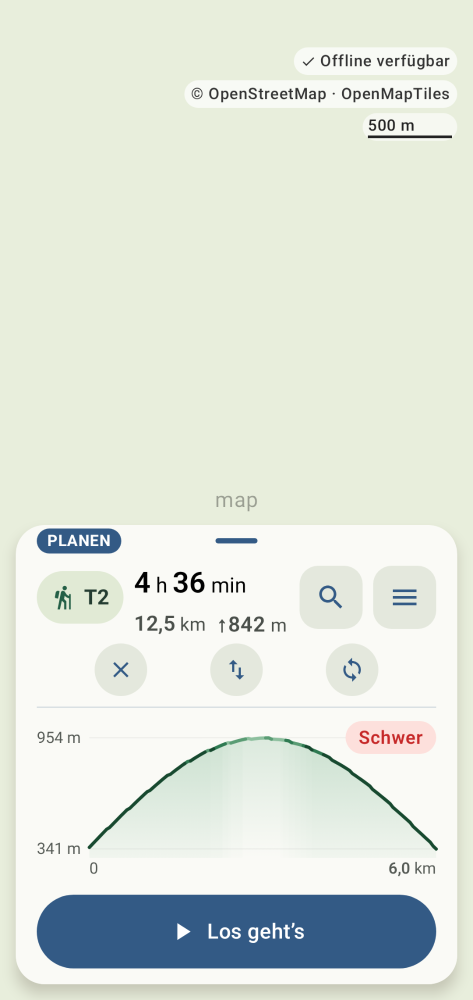 ✓ Offline verfügbar
© OpenStreetMap · OpenMapTiles
500 m
map
PLANEN
T2
4 h 36 min
12,5 km ↑842 m
954 m
Schwer
341 m
0
6,0 km
Los geht’s